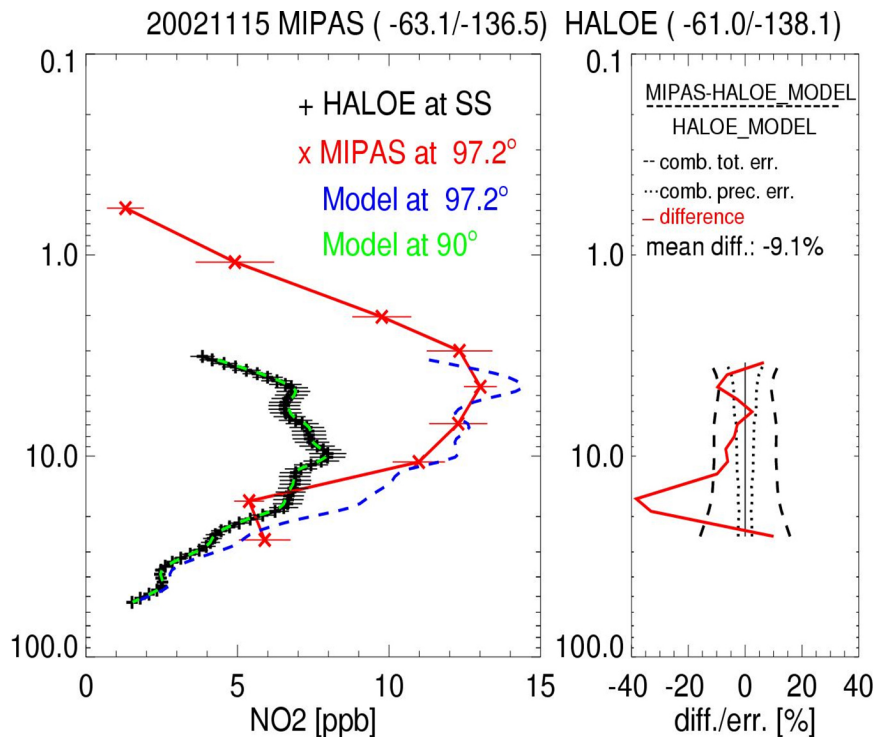 20021115 MIPAS ( -63.1/-136.5) HALOE ( -61.0/-138.1)
0.1
1.0
10.0
100.0
0 5 10 15
NO2 [ppb]
+ HALOE at SS
x MIPAS at 97.2°
Model at 97.2°
Model at 90°
0.1
1.0
10.0
100.0
-40 -20 0 20 40
diff./err. [%]
MIPAS-HALOE_MODEL
HALOE_MODEL
-- comb. tot. err.
··· comb. prec. err.
– difference
mean diff.: -9.1%